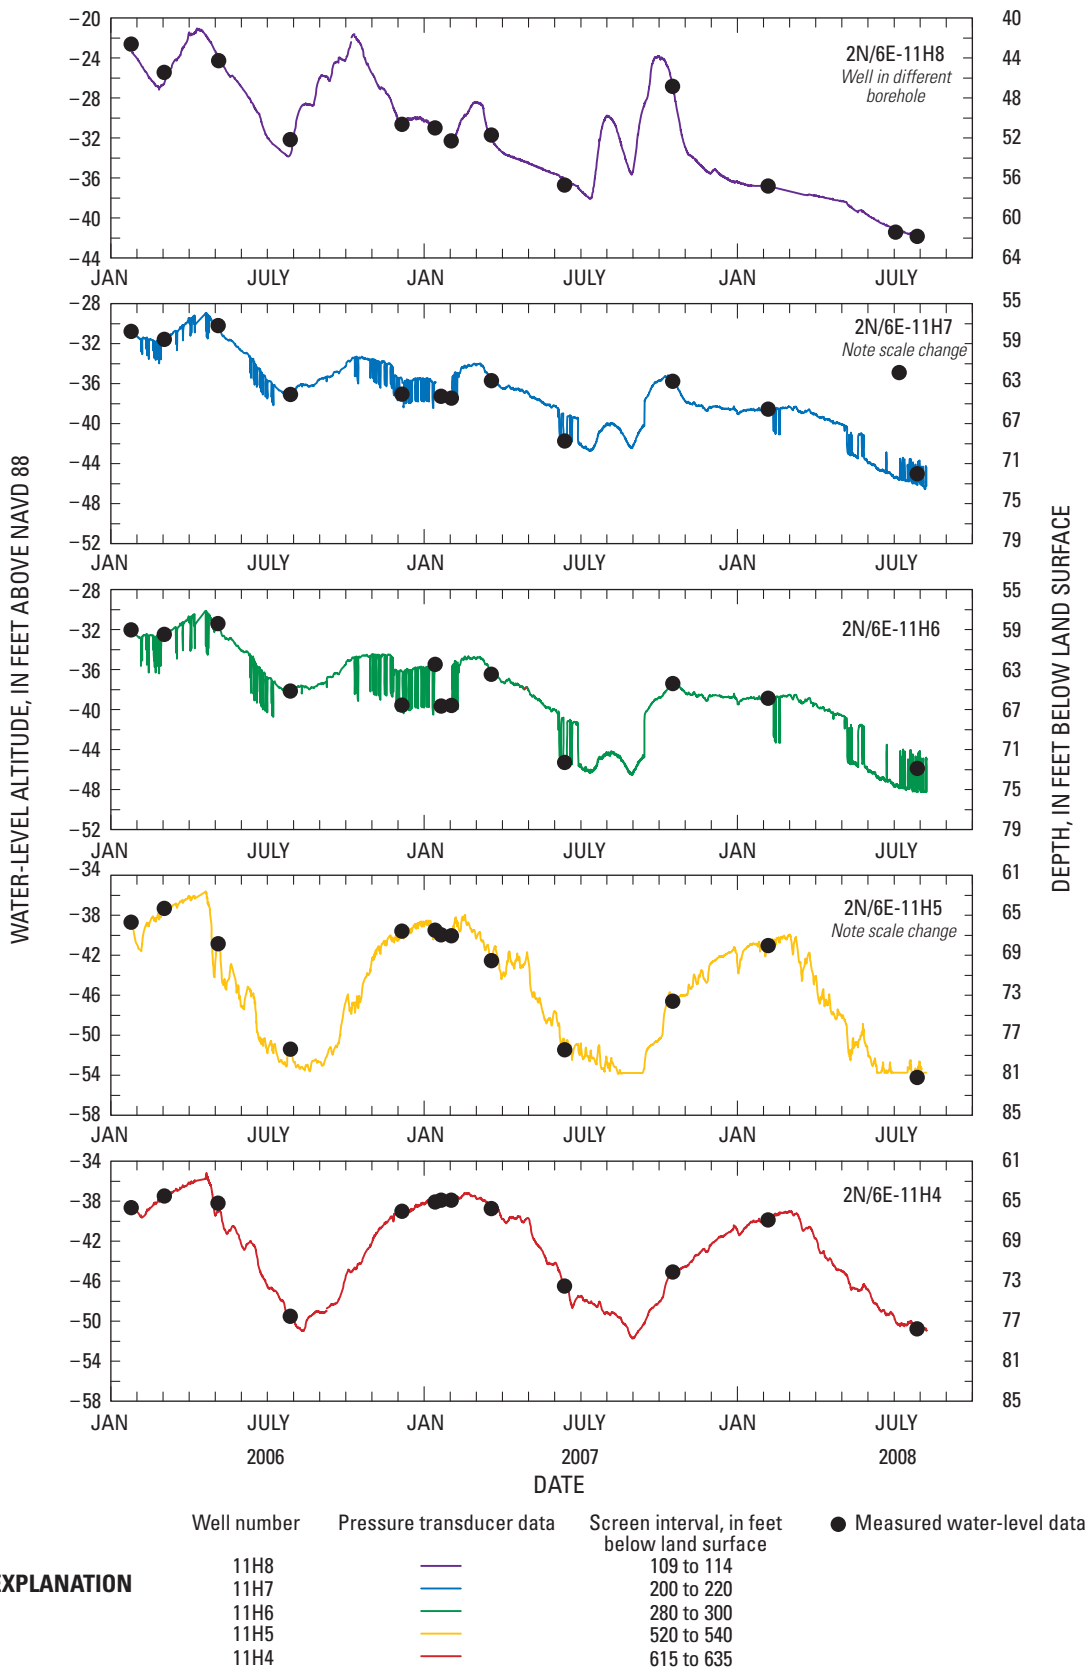 WATER-LEVEL ALTITUDE, IN FEET ABOVE NAVD 88
DEPTH, IN FEET BELOW LAND SURFACE
−20 40
−24 44
−28 48
−32 52
−36 56
−40 60
−44 64
2N/6E-11H8
Well in different
borehole
JAN JULY JAN JULY JAN JULY
−28 55
−32 59
−36 63
−40 67
−44 71
−48 75
−52 79
2N/6E-11H7
Note scale change
JAN JULY JAN JULY JAN JULY
−28 55
−32 59
−36 63
−40 67
−44 71
−48 75
−52 79
2N/6E-11H6
JAN JULY JAN JULY JAN JULY
−34 61
−38 65
−42 69
−46 73
−50 77
−54 81
−58 85
2N/6E-11H5
Note scale change
JAN JULY JAN JULY JAN JULY
−34 61
−38 65
−42 69
−46 73
−50 77
−54 81
−58 85
2N/6E-11H4
JAN JULY JAN JULY JAN JULY
2006 2007 2008
DATE
Well number Pressure transducer data Screen interval, in feet
below land surface
Measured water-level data
EXPLANATION
11H8 109 to 114
11H7 200 to 220
11H6 280 to 300
11H5 520 to 540
11H4 615 to 635